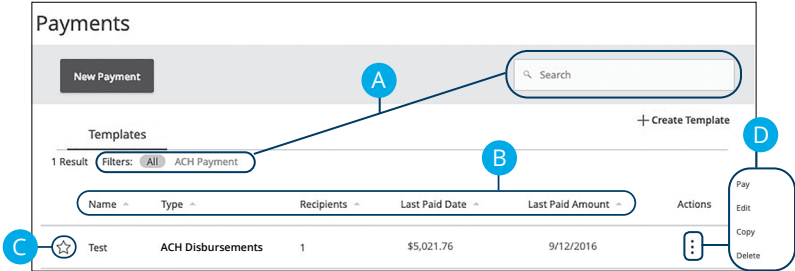 Payments
New Payment
A
Search
Create Template
D
Templates
1 Result Filters: All ACH Payment
B
Pay
Edit
Copy
Delete
Name Type Recipients Last Paid Date Last Paid Amount Actions
C
Test ACH Disbursements 1 $5,021.76 9/12/2016